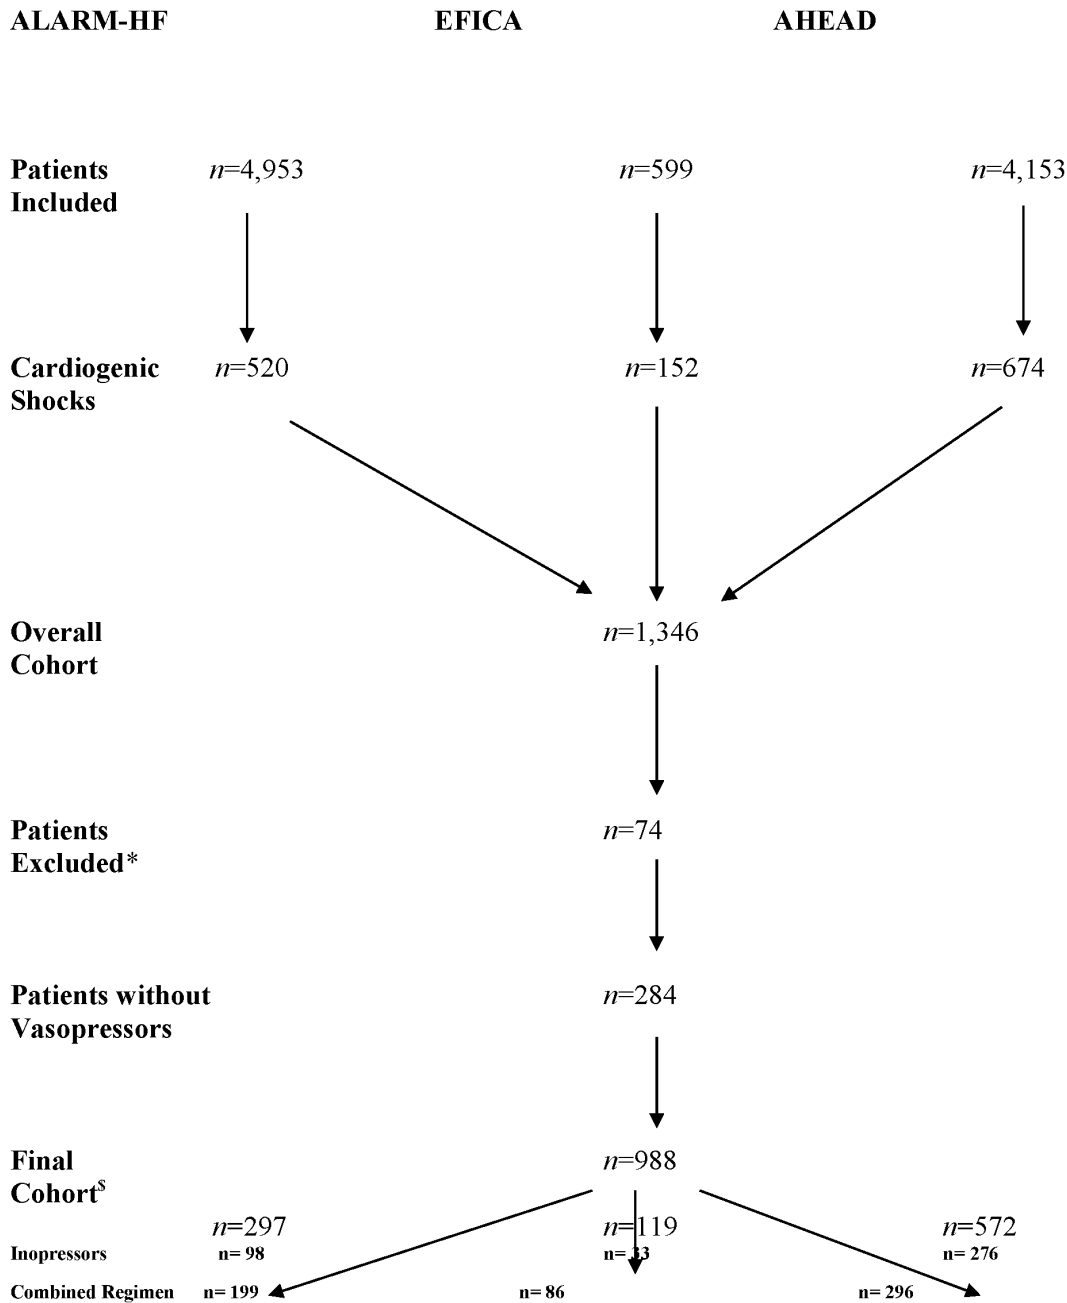 ALARM-HF EFICA AHEAD
Patients n=4,953 n=599 n=4,153
Included
Cardiogenic n=520 n=152 n=674
Shocks
Overall n=1,346
Cohort
Patients n=74
Excluded*
Patients without n=284
Vasopressors
Final n=988
Cohort$
n=297 n=119 n=572
Inopressors n= 98 n= 33 n= 276
Combined Regimen n= 199 n= 86 n= 296